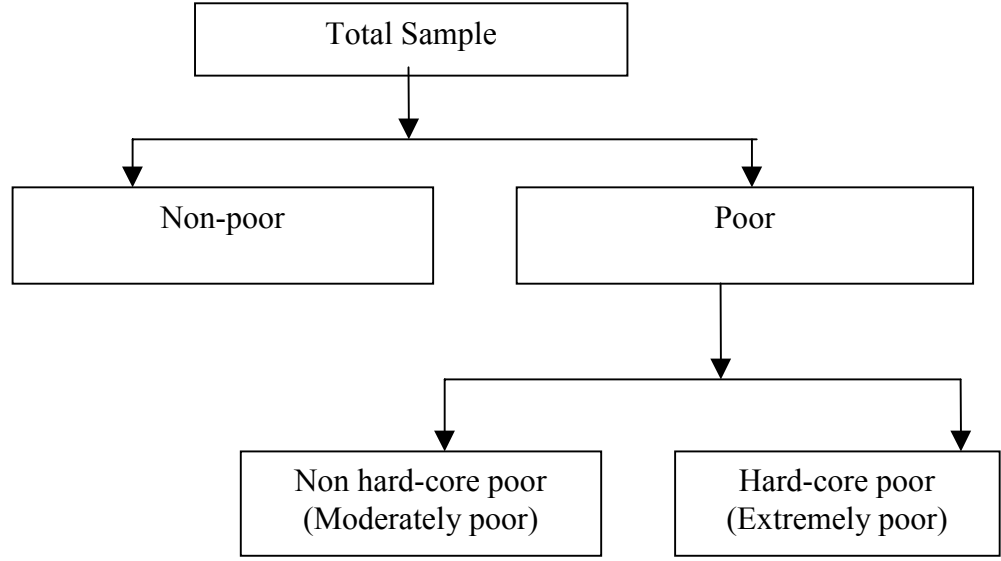 Total Sample
Non-poor
Poor
Non hard-core poor
(Moderately poor)
Hard-core poor
(Extremely poor)